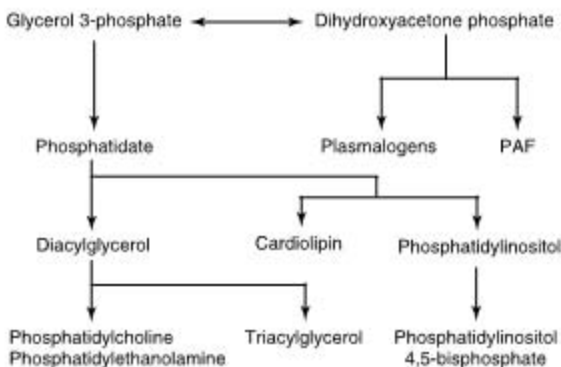 Glycerol 3-phosphate
Dihydroxyacetone phosphate
Phosphatidate
Plasmalogens
PAF
Diacylglycerol
Cardiolipin
Phosphatidylinositol
Phosphatidylcholine
Phosphatidylethanolamine
Triacylglycerol
Phosphatidylinositol
4,5-bisphosphate